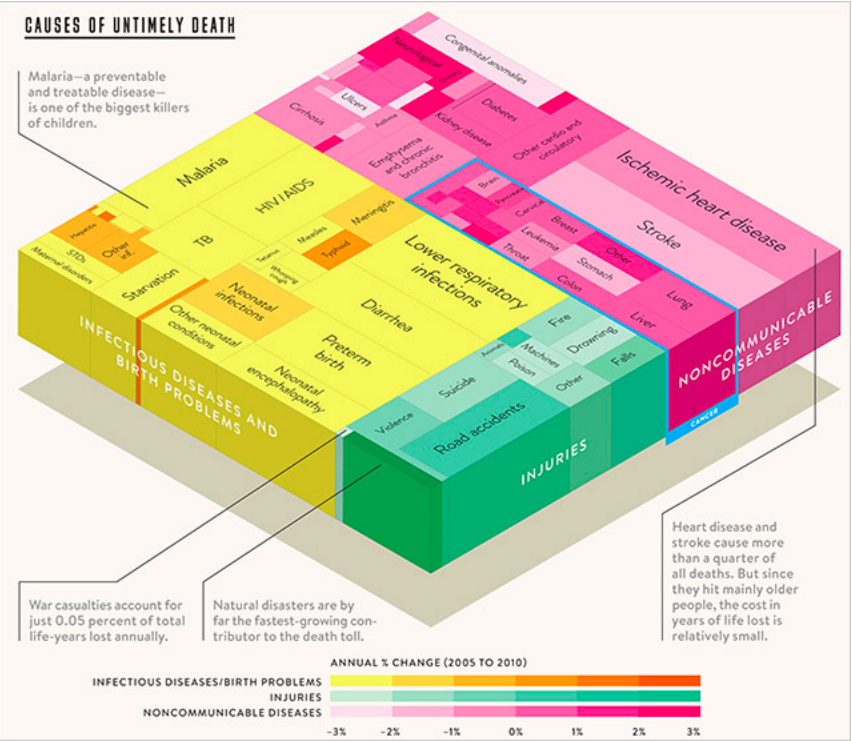 CAUSES OF UNTIMELY DEATH
Malaria—a preventable
and treatable disease—
is one of the biggest killers
of children.
Neurological
Congenital anomalies
Urinary
Ulcers
Cirrhosis
Asthma
Diabetes
Kidney disease
Other cardio and
circulatory
Emphysema
and chronic
bronchitis
Ischemic heart disease
Stroke
Malaria
HIV/AIDS
TB
Hepatitis
Other
inf.
STDs
Maternal disorders
Starvation
Tetanus
Whooping
cough
Measles
Typhoid
Meningitis
Lower respiratory
infections
Diarrhea
Neonatal
infections
Other neonatal
conditions
Preterm
birth
Neonatal
encephalopathy
Brain
Pancreas
Cervical
Breast
Leukemia
Throat
Other
Stomach
Colon
Lung
Liver
Fire
Drowning
Animals
Machines
Poison
Falls
Other
Suicide
Violence
Road accidents
INFECTIOUS DISEASES AND
BIRTH PROBLEMS
INJURIES
NONCOMMUNICABLE
DISEASES
CANCER
War casualties account for
just 0.05 percent of total
life-years lost annually.
Natural disasters are by
far the fastest-growing con-
tributor to the death toll.
Heart disease and
stroke cause more
than a quarter of
all deaths. But since
they hit mainly older
people, the cost in
years of life lost is
relatively small.
ANNUAL % CHANGE (2005 TO 2010)
INFECTIOUS DISEASES/BIRTH PROBLEMS
INJURIES
NONCOMMUNICABLE DISEASES
-3% -2% -1% 0% 1% 2% 3%